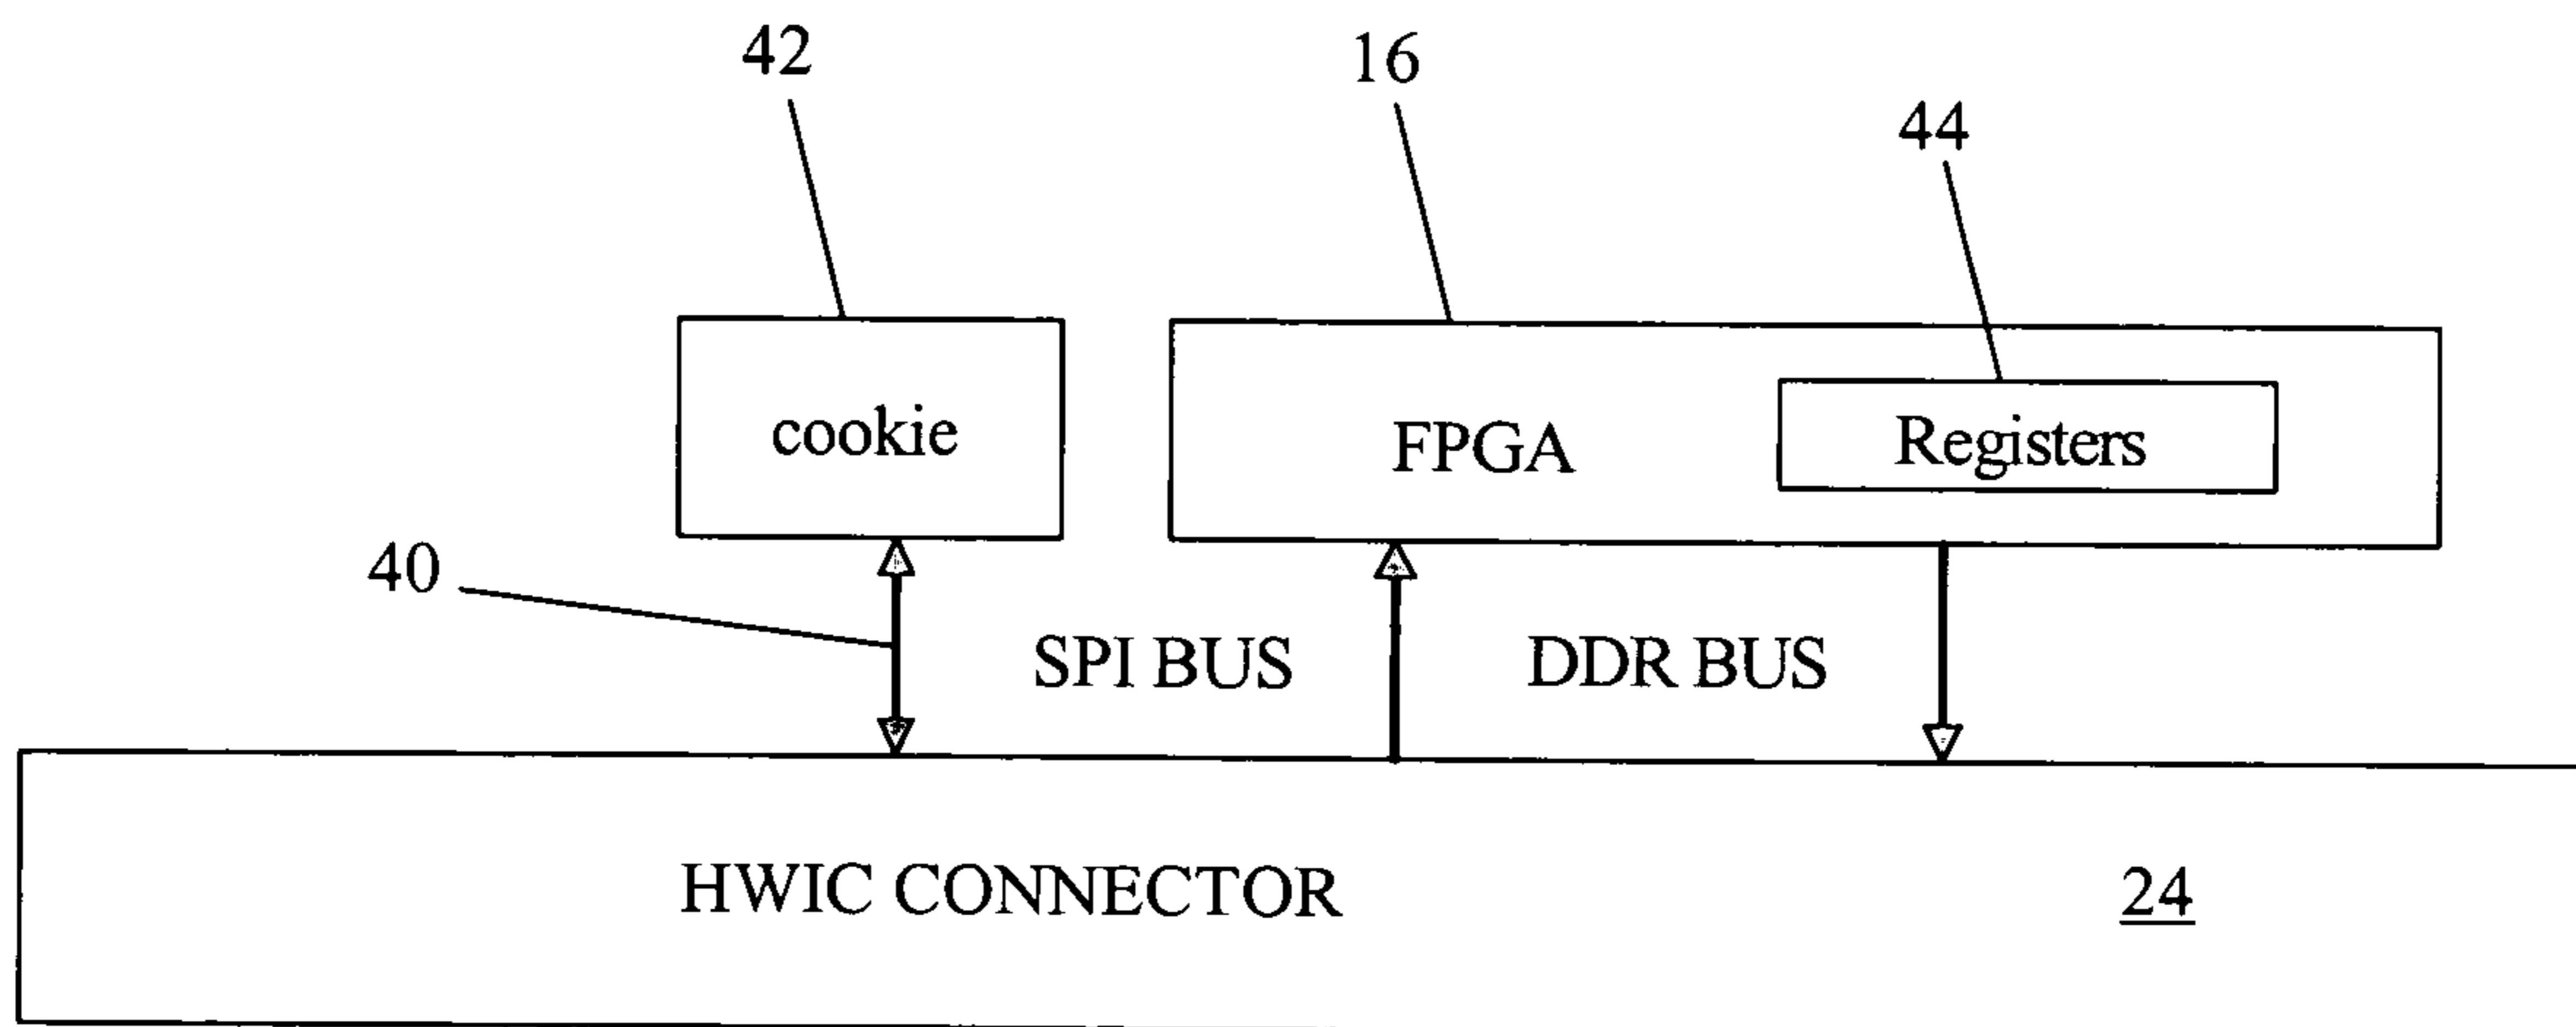 42
16
44
cookie
FPGA
Registers
40
SPI BUS
DDR BUS
HWIC CONNECTOR
24